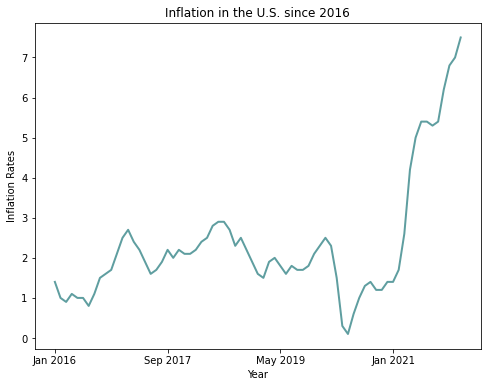 Inflation in the U.S. since 2016
Inflation Rates
7
6
5
4
3
2
1
0
Jan 2016 Sep 2017 May 2019 Jan 2021
Year